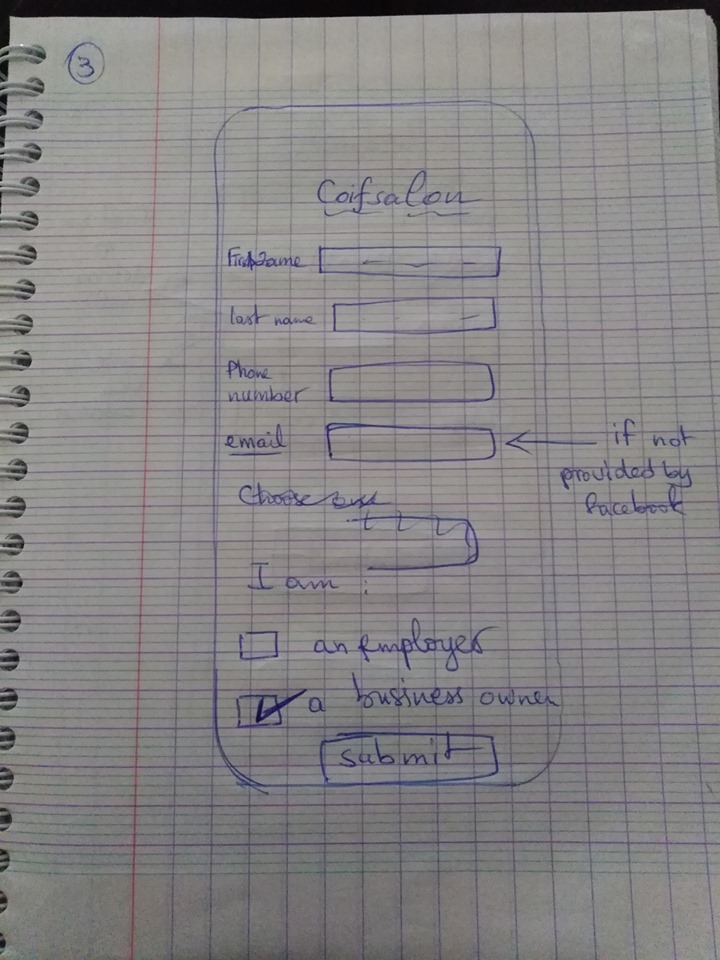 3
Coifsalon
First name
last name
Phone
number
email
if not
provided by
facebook
Choose one
I am :
an employer
a business owner
submit